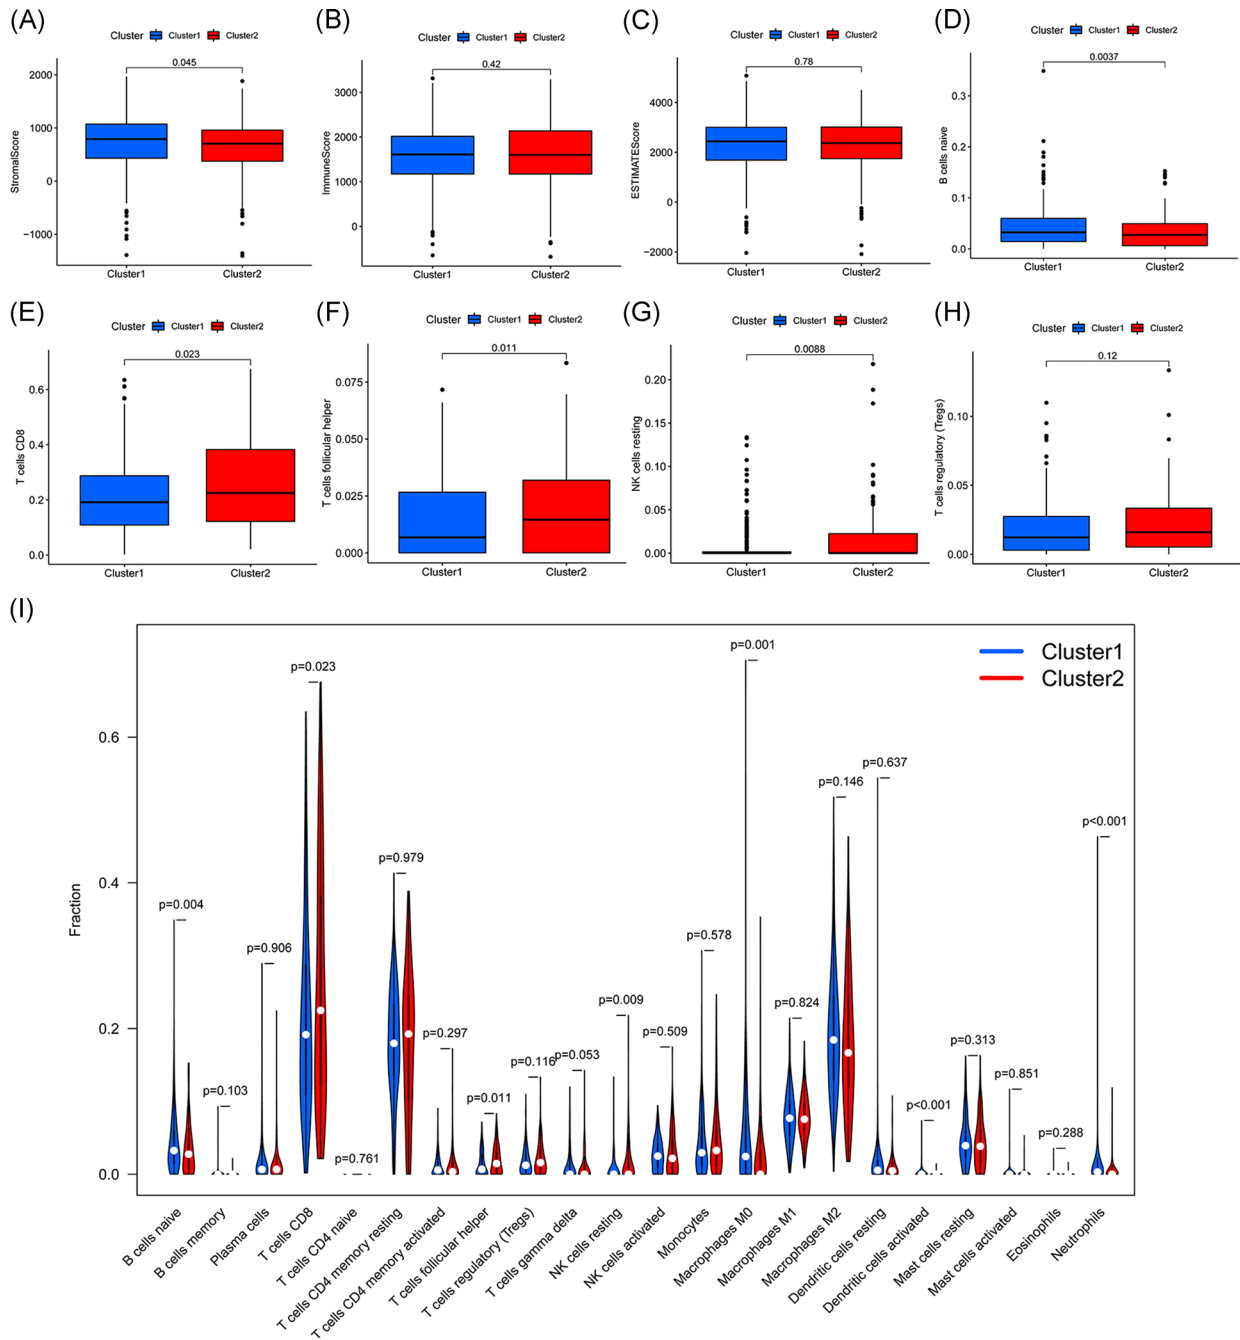 (A)
Cluster Cluster1 Cluster2
0.045
StromalScore
2000
1000
0
−1000
Cluster1 Cluster2
(B)
Cluster Cluster1 Cluster2
0.42
ImmuneScore
3000
2000
1000
0
Cluster1 Cluster2
(C)
Cluster Cluster1 Cluster2
0.78
ESTIMATEScore
4000
2000
0
−2000
Cluster1 Cluster2
(D)
Cluster Cluster1 Cluster2
0.0037
B cells naive
0.3
0.2
0.1
0.0
Cluster1 Cluster2
(E)
Cluster Cluster1 Cluster2
0.023
T cells CD8
0.6
0.4
0.2
0.0
Cluster1 Cluster2
(F)
Cluster Cluster1 Cluster2
0.011
T cells follicular helper
0.075
0.050
0.025
0.000
Cluster1 Cluster2
(G)
Cluster Cluster1 Cluster2
0.0088
NK cells resting
0.20
0.15
0.10
0.05
0.00
Cluster1 Cluster2
(H)
Cluster Cluster1 Cluster2
0.12
T cells regulatory (Tregs)
0.10
0.05
0.00
Cluster1 Cluster2
(I)
Cluster1
Cluster2
Fraction
0.6
0.4
0.2
0.0
p=0.004
p=0.103
p=0.906
p=0.023
p=0.761
p=0.979
p=0.297
p=0.011
p=0.116
p=0.053
p=0.009
p=0.509
p=0.578
p=0.001
p=0.824
p=0.146
p=0.637
p<0.001
p=0.313
p=0.851
p=0.288
p<0.001
B cells naive
B cells memory
Plasma cells
T cells CD8
T cells CD4 naive
T cells CD4 memory resting
T cells CD4 memory activated
T cells follicular helper
T cells regulatory (Tregs)
T cells gamma delta
NK cells resting
NK cells activated
Monocytes
Macrophages M0
Macrophages M1
Macrophages M2
Dendritic cells resting
Dendritic cells activated
Mast cells resting
Mast cells activated
Eosinophils
Neutrophils